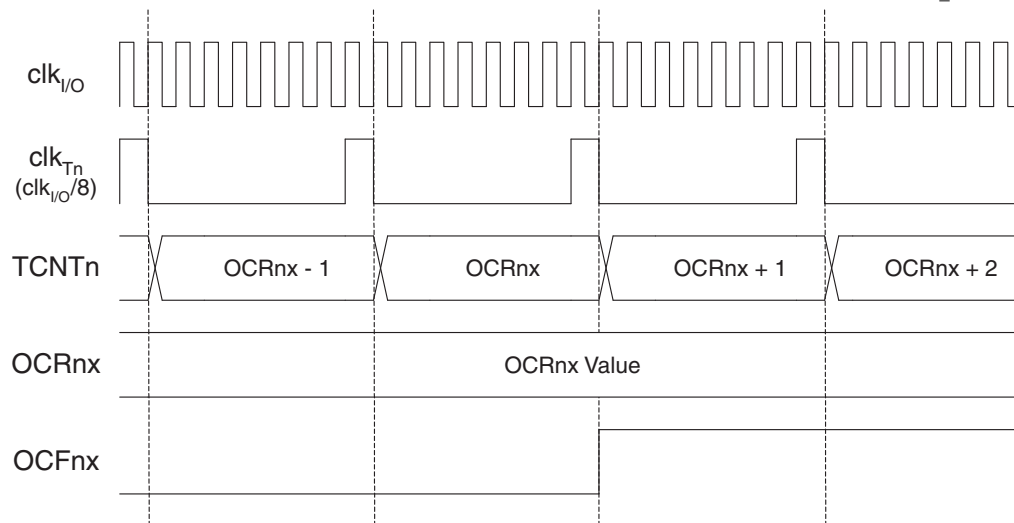 clkI/O
clkTn
(clkI/O/8)
TCNTn
OCRnx - 1
OCRnx
OCRnx + 1
OCRnx + 2
OCRnx
OCRnx Value
OCFnx